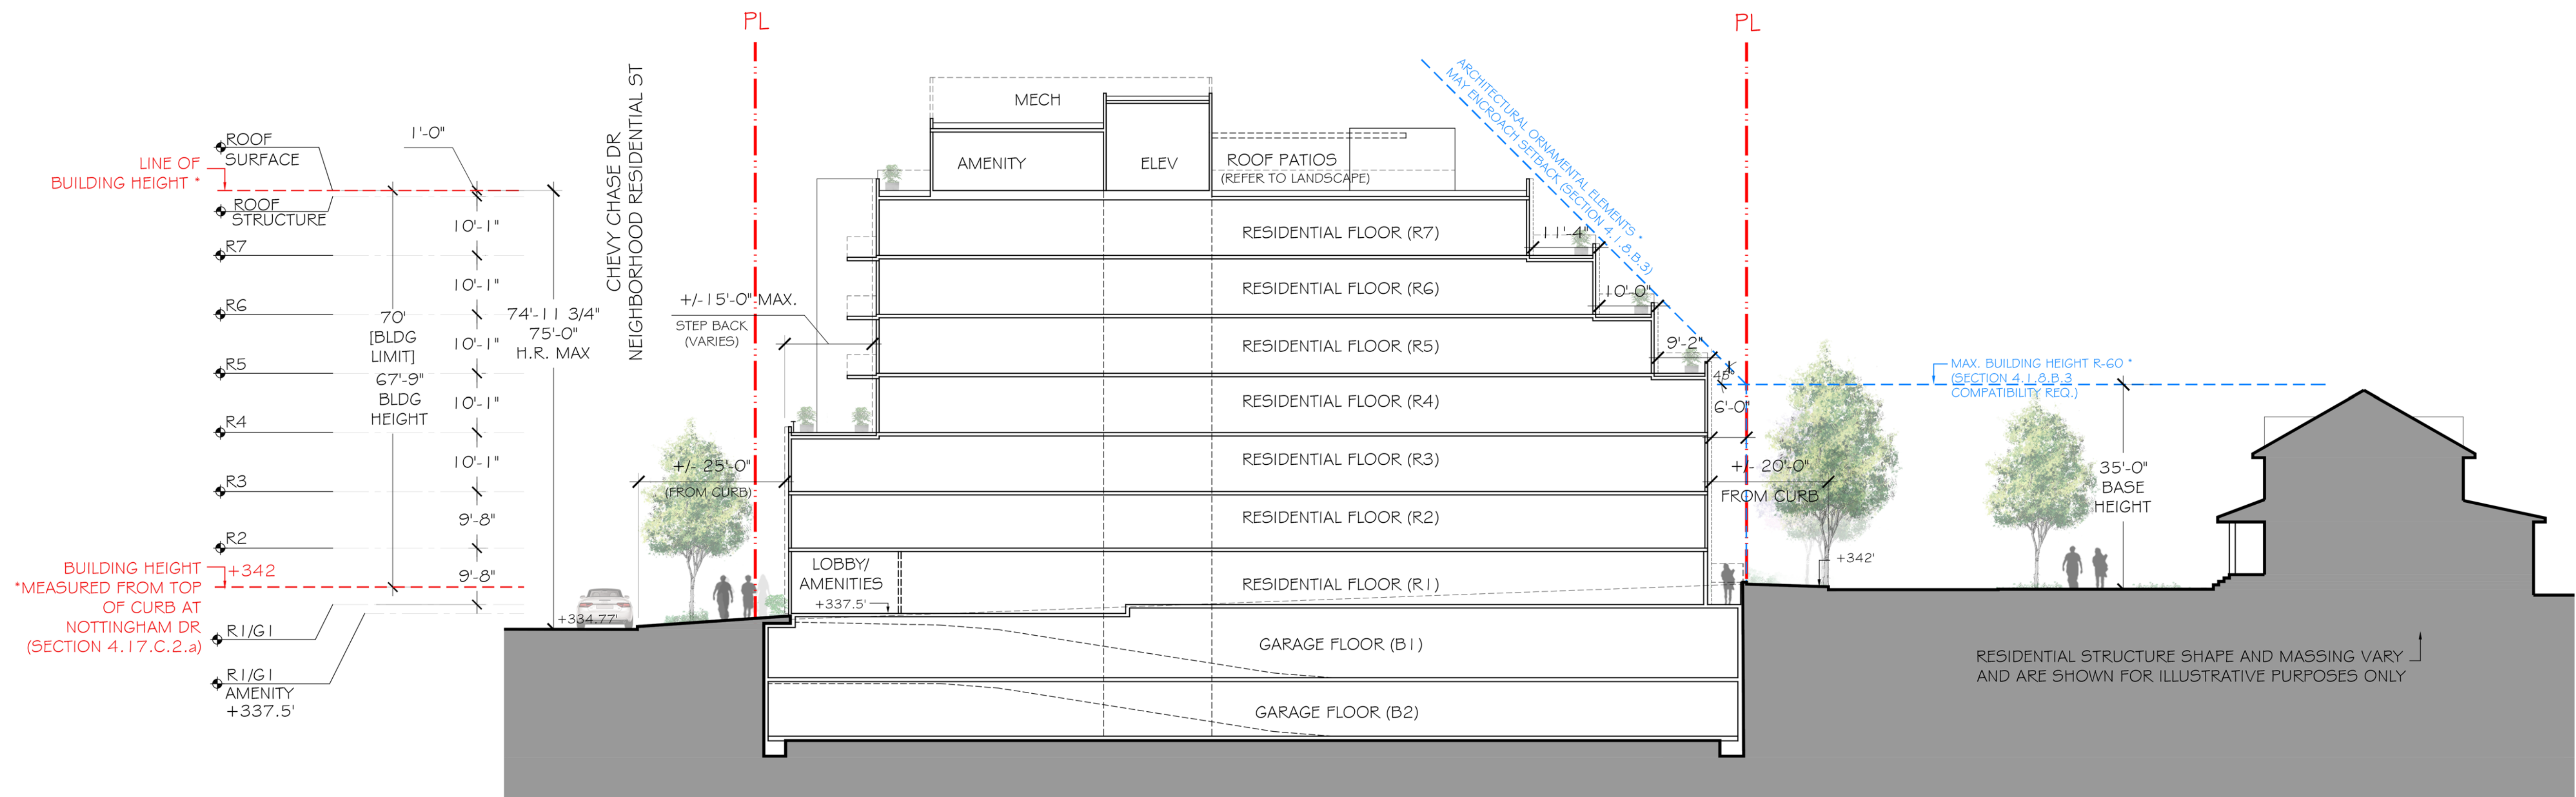 PL
PL
ROOF
SURFACE
LINE OF
BUILDING HEIGHT *
ROOF
STRUCTURE
R7
R6
R5
R4
R3
R2
BUILDING HEIGHT
+342
*MEASURED FROM TOP
OF CURB AT
NOTTINGHAM DR
(SECTION 4.17.C.2.a)
R1/G1
R1/G1
AMENITY
+337.5'
1'-0"
10'-1"
10'-1"
10'-1"
10'-1"
10'-1"
9'-8"
9'-8"
70'
[BLDG
LIMIT]
67'-9"
BLDG
HEIGHT
74'-11 3/4"
75'-0"
H.R. MAX
CHEVY CHASE DR
NEIGHBORHOOD RESIDENTIAL ST
+/-15'-0" MAX.
STEP BACK
(VARIES)
+/- 25'-0"
(FROM CURB)
+334.77'
MECH
AMENITY
ELEV
ROOF PATIOS
(REFER TO LANDSCAPE)
RESIDENTIAL FLOOR (R7)
RESIDENTIAL FLOOR (R6)
RESIDENTIAL FLOOR (R5)
RESIDENTIAL FLOOR (R4)
RESIDENTIAL FLOOR (R3)
RESIDENTIAL FLOOR (R2)
LOBBY/
AMENITIES
+337.5'
RESIDENTIAL FLOOR (R1)
GARAGE FLOOR (B1)
GARAGE FLOOR (B2)
ARCHITECTURAL ORNAMENTAL ELEMENTS *
MAY ENCROACH SETBACK (SECTION 4.1.8.B.3)
11'-4"
10'-0"
9'-2"
45°
6'-0"
+/- 20'-0"
FROM CURB
+342'
MAX. BUILDING HEIGHT R-60 *
(SECTION 4.1.8.B.3
COMPATIBILITY REQ.)
35'-0"
BASE
HEIGHT
RESIDENTIAL STRUCTURE SHAPE AND MASSING VARY
AND ARE SHOWN FOR ILLUSTRATIVE PURPOSES ONLY